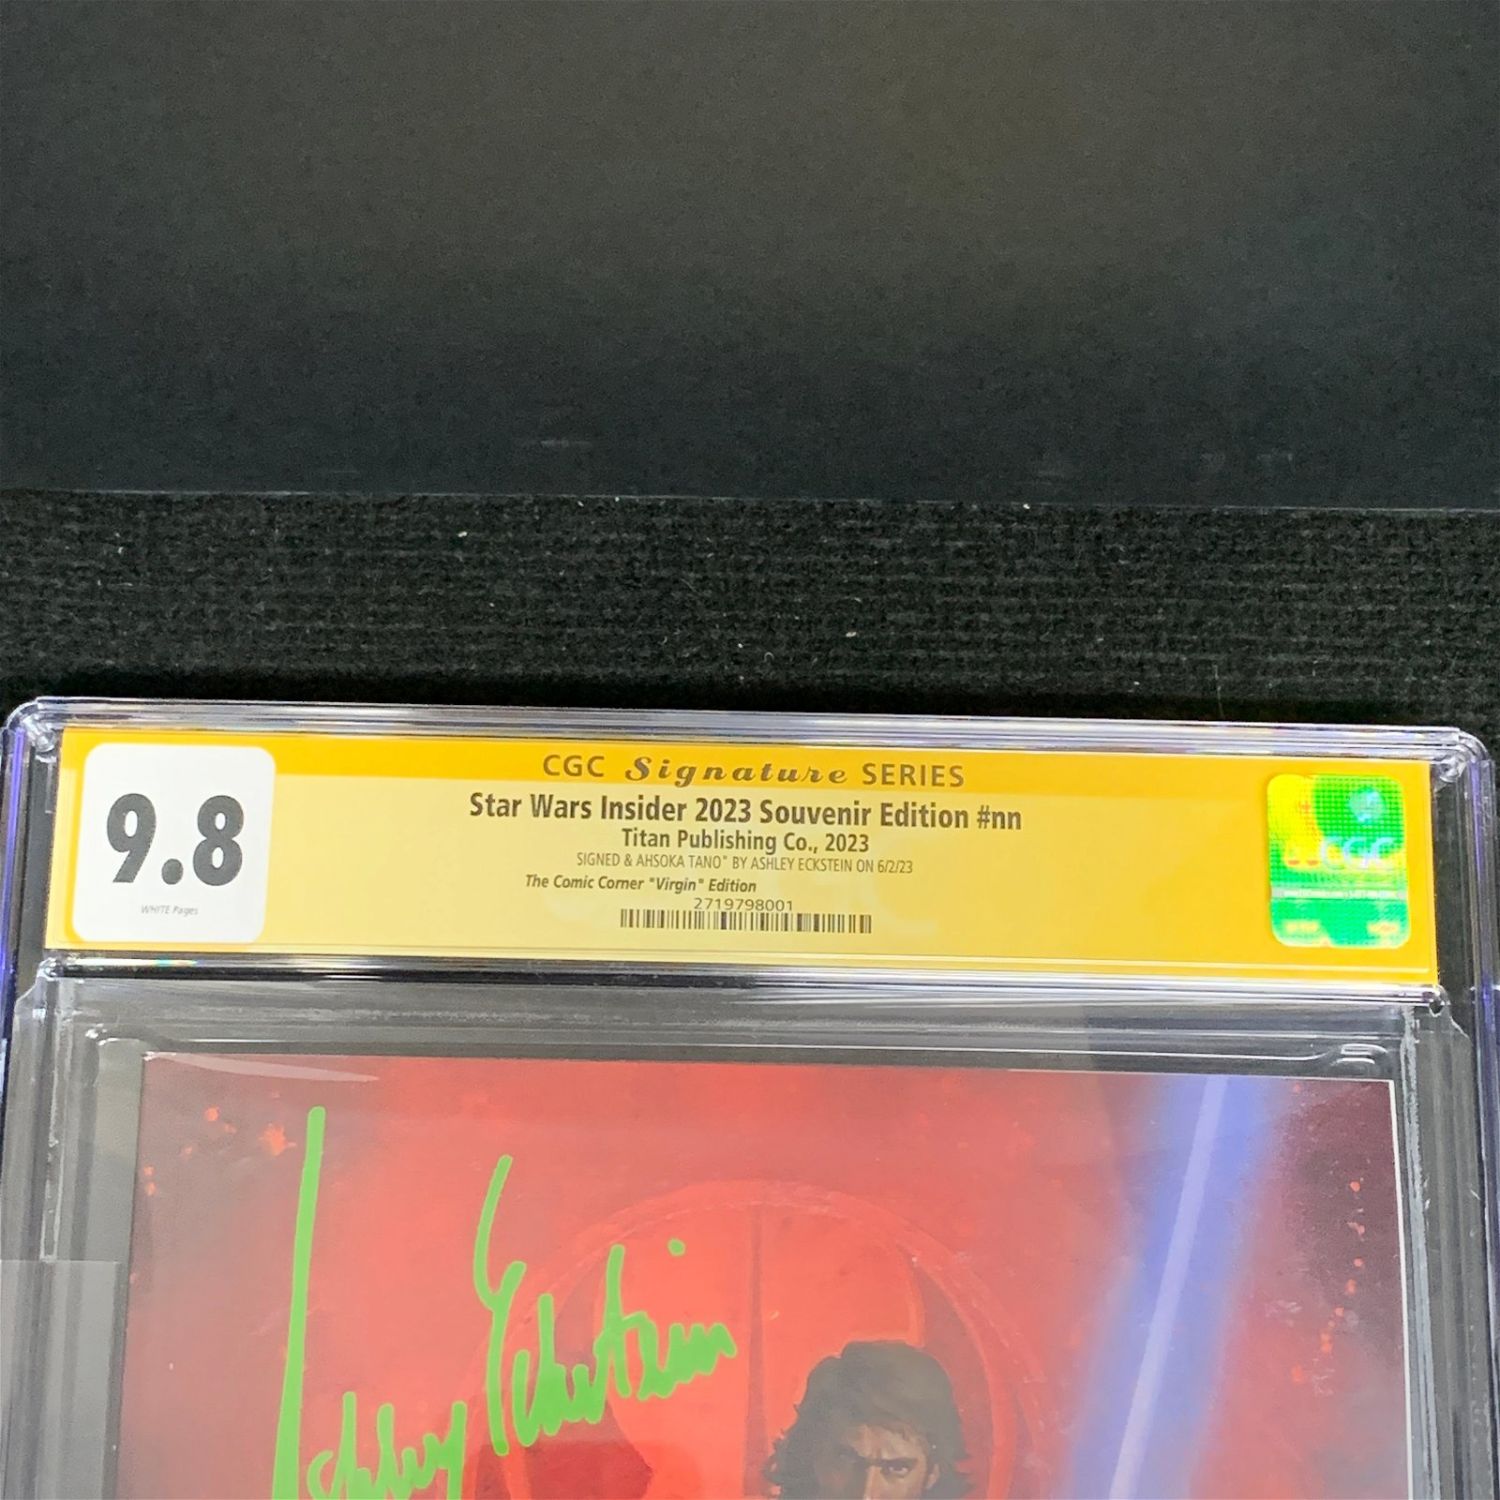 CGC Signature SERIES
9.8
WHITE Pages
Star Wars Insider 2023 Souvenir Edition #nn
Titan Publishing Co., 2023
SIGNED & AHSOKA TANO" BY ASHLEY ECKSTEIN ON 6/2/23
The Comic Corner "Virgin" Edition
2719798001
CGC
Ashley Eckstein